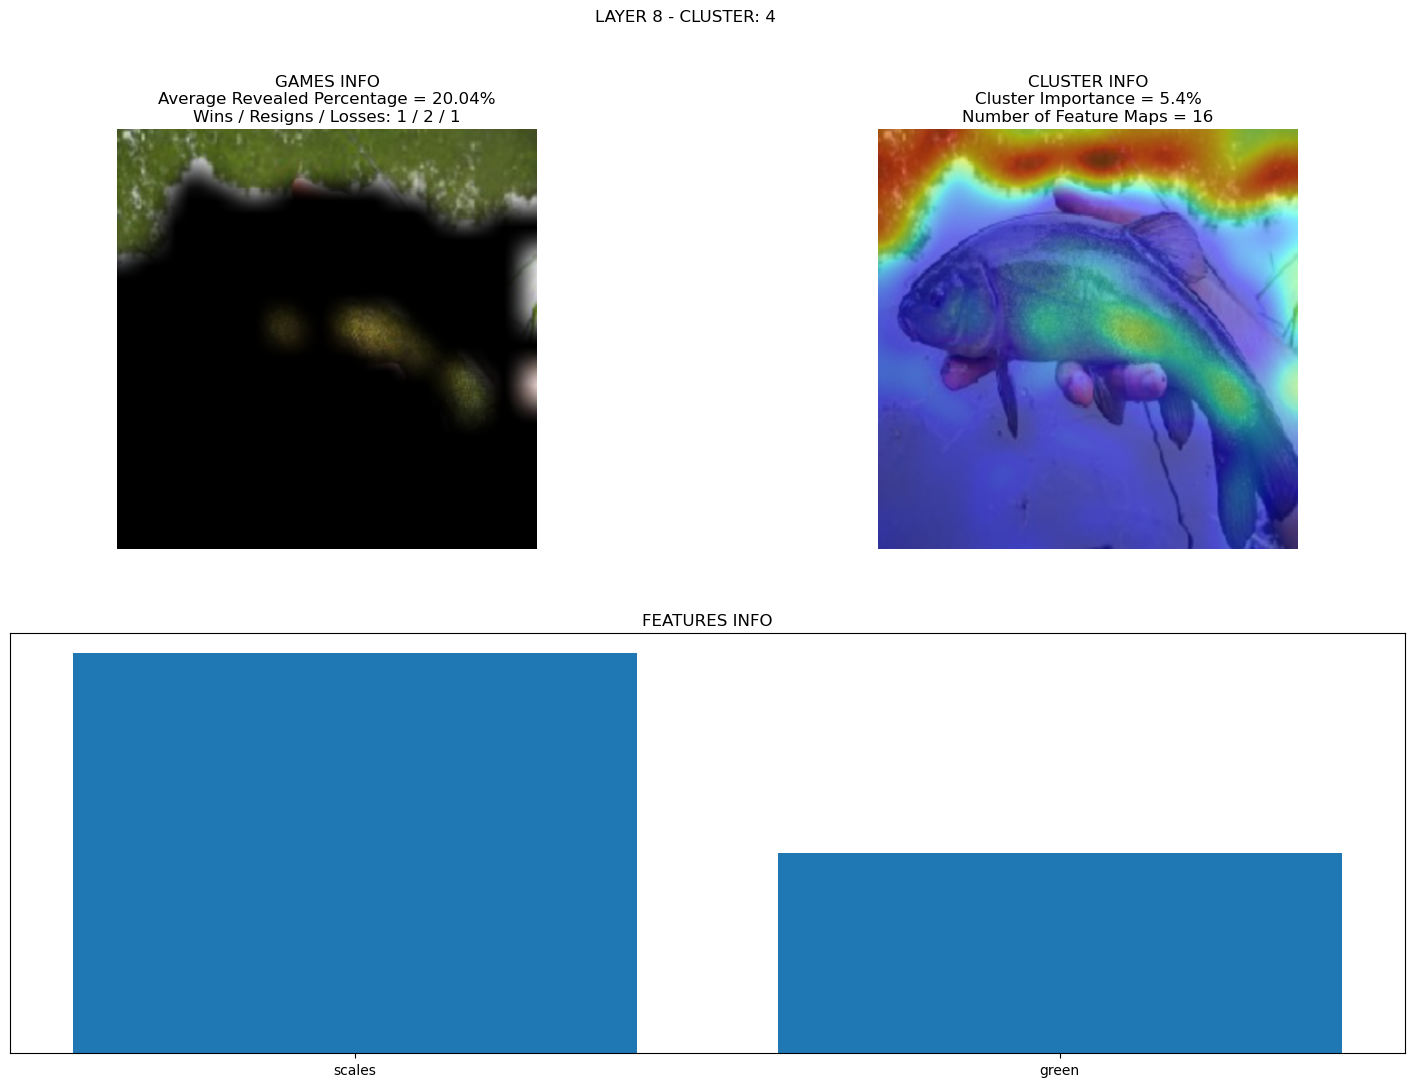 LAYER 8 - CLUSTER: 4
GAMES INFO
Average Revealed Percentage = 20.04%
Wins / Resigns / Losses: 1 / 2 / 1
CLUSTER INFO
Cluster Importance = 5.4%
Number of Feature Maps = 16
FEATURES INFO
scales
green